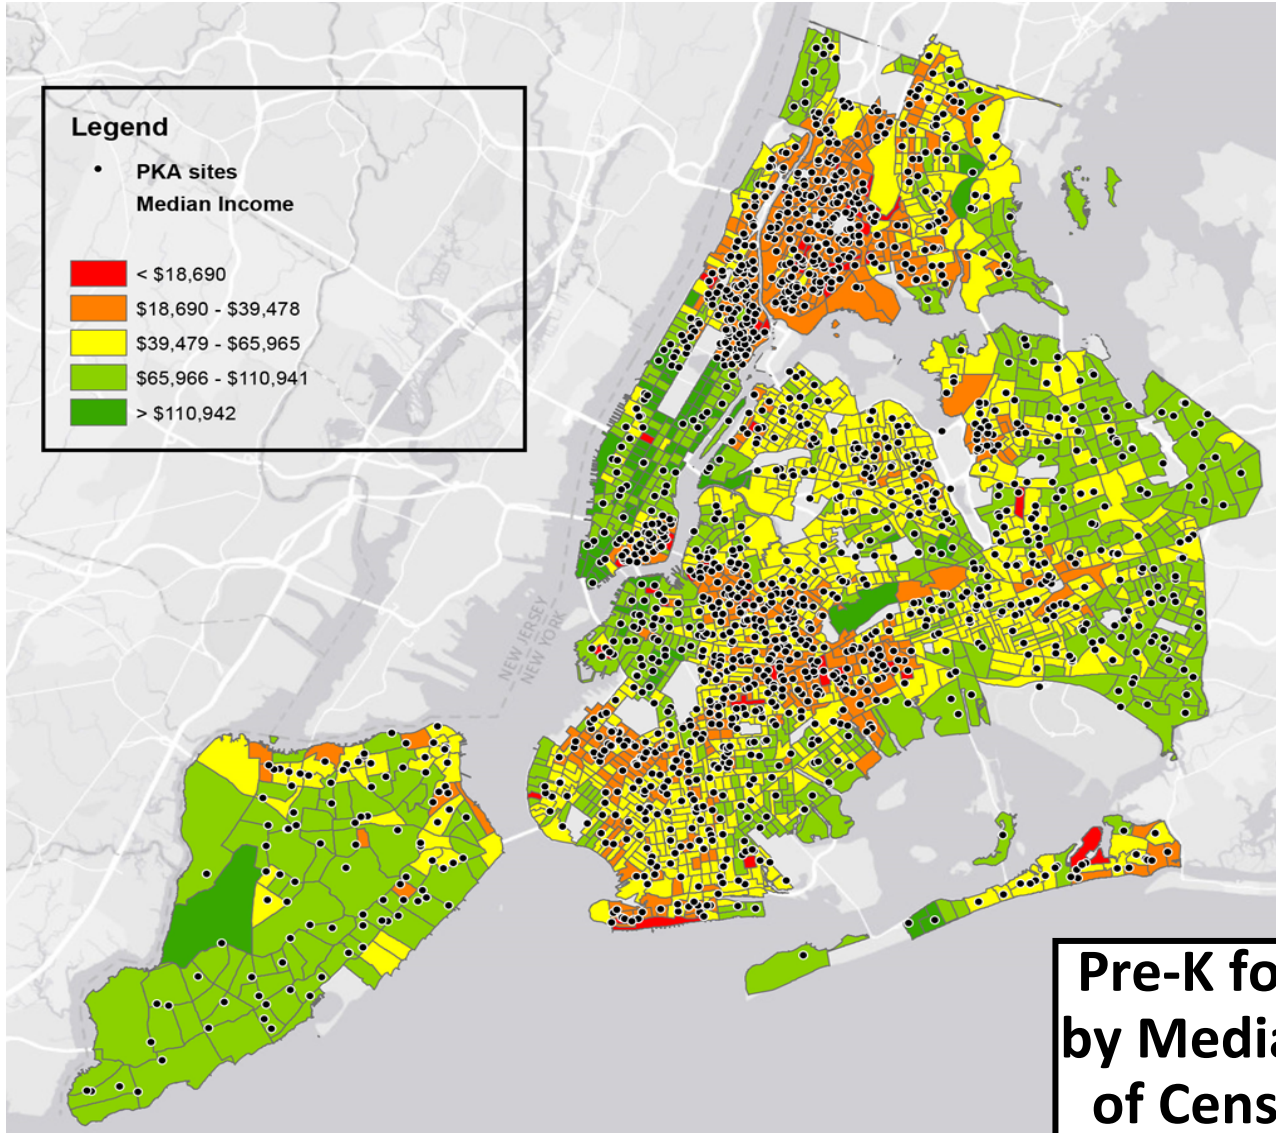 Legend
PKA sites
Median Income
< $18,690
$18,690 - $39,478
$39,479 - $65,965
$65,966 - $110,941
> $110,942
NEW JERSEY
NEW YORK
Pre-K fo
by Media
of Cens